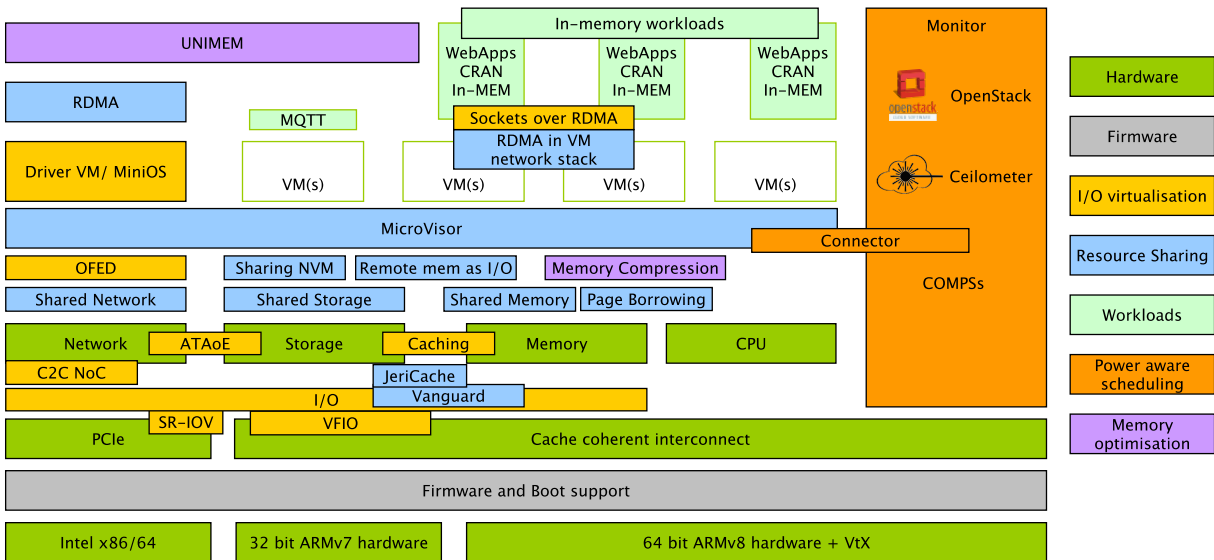 In-memory workloads
Monitor
UNIMEM
WebApps
CRAN
In-MEM
WebApps
CRAN
In-MEM
WebApps
CRAN
In-MEM
Hardware
RDMA
openstack
OpenStack
MQTT
Sockets over RDMA
Firmware
RDMA in VM
network stack
Driver VM/ MiniOS
VM(s)
VM(s)
VM(s)
VM(s)
Ceilometer
I/O virtualisation
MicroVisor
Connector
Resource Sharing
OFED
Sharing NVM
Remote mem as I/O
Memory Compression
COMPSs
Shared Network
Shared Storage
Shared Memory
Page Borrowing
Workloads
Network
ATAoE
Storage
Caching
Memory
CPU
C2C NoC
JeriCache
Power aware
scheduling
I/O
Vanguard
SR-IOV
VFIO
PCIe
Cache coherent interconnect
Memory
optimisation
Firmware and Boot support
Intel x86/64
32 bit ARMv7 hardware
64 bit ARMv8 hardware + VtX